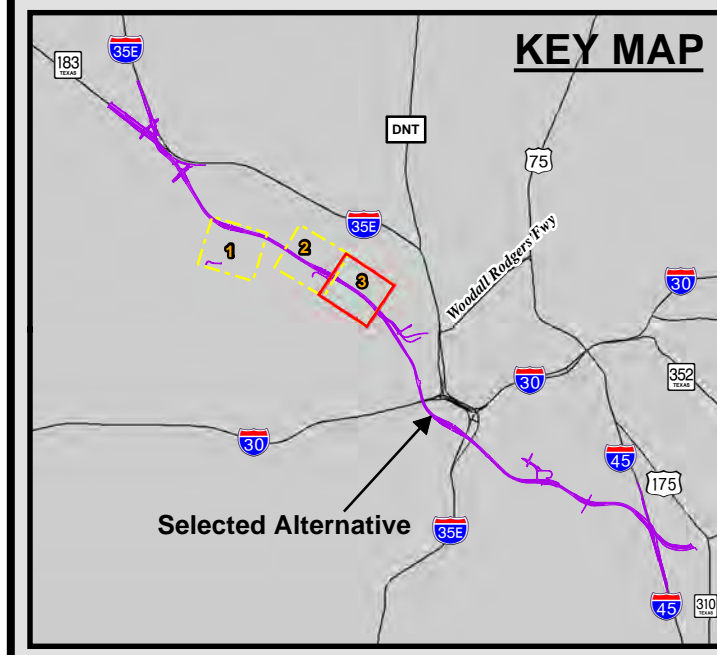 KEY MAP
35E
183
TEXAS
DNT
75
Woodall Rodgers Fwy
35E
1
2
3
30
352
TEXAS
30
30
45
175
Selected Alternative
35E
45
310
TEXAS